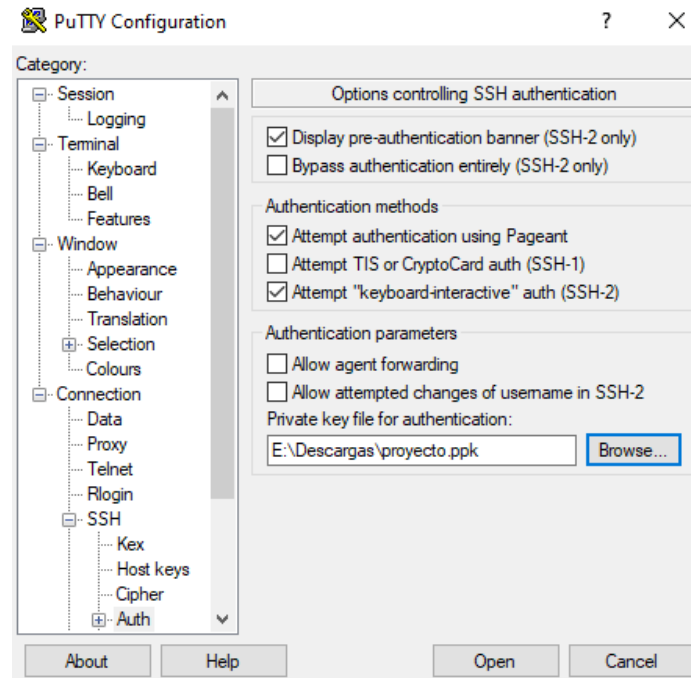 PuTTY Configuration
Category:
Session
Logging
Terminal
Keyboard
Bell
Features
Window
Appearance
Behaviour
Translation
Selection
Colours
Connection
Data
Proxy
Telnet
Rlogin
SSH
Kex
Host keys
Cipher
Auth
Options controlling SSH authentication
Display pre-authentication banner (SSH-2 only)
Bypass authentication entirely (SSH-2 only)
Authentication methods
Attempt authentication using Pageant
Attempt TIS or CryptoCard auth (SSH-1)
Attempt "keyboard-interactive" auth (SSH-2)
Authentication parameters
Allow agent forwarding
Allow attempted changes of username in SSH-2
Private key file for authentication:
E:\Descargas\proyecto.ppk
Browse...
About
Help
Open
Cancel